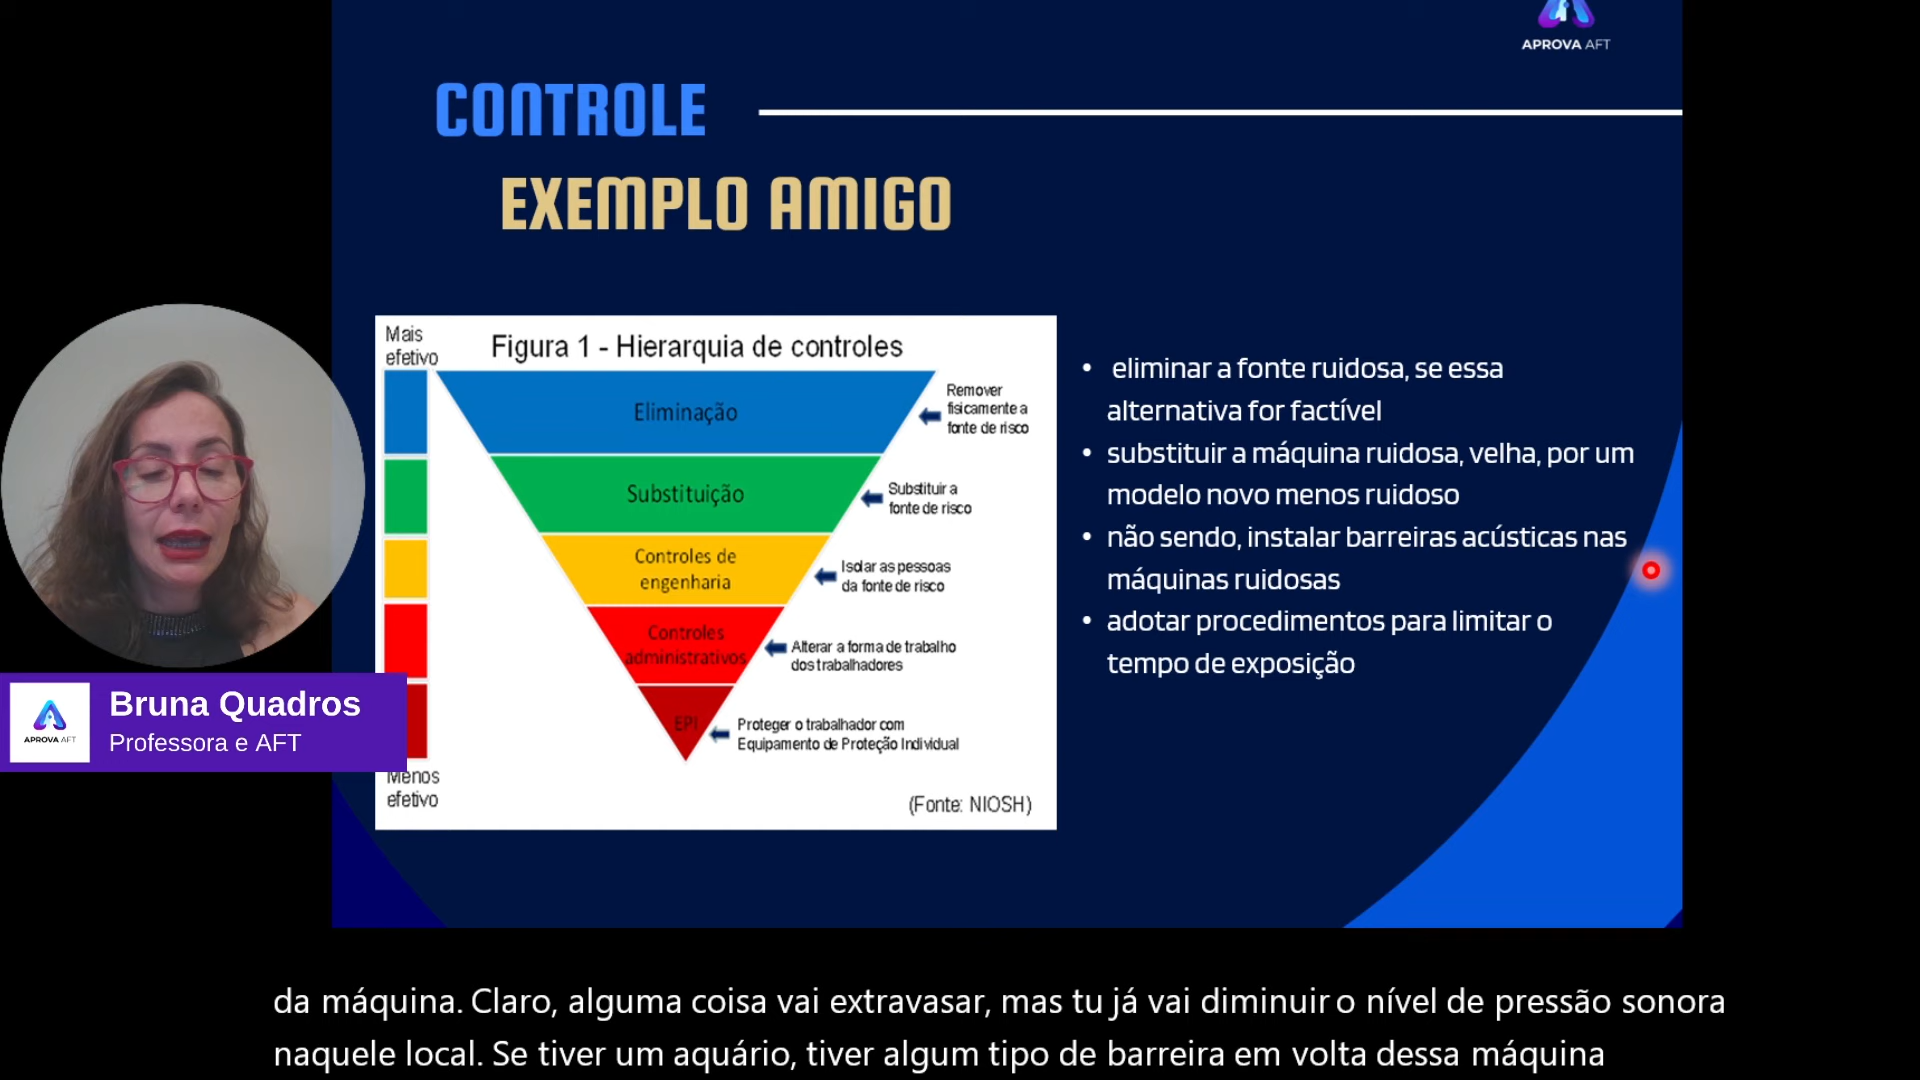 APROVA AFT
CONTROLE
EXEMPLO AMIGO
Mais
efetivo
Figura 1 - Hierarquia de controles
Eliminação
Remover
fisicamente a
fonte de risco
Substituição
Substituir a
fonte de risco
Controles de
engenharia
Isolar as pessoas
da fonte de risco
Controles
administrativos
Alterar a forma de trabalho
dos trabalhadores
EPI
Proteger o trabalhador com
Equipamento de Proteção Individual
Menos
efetivo
(Fonte: NIOSH)
• eliminar a fonte ruidosa, se essa
alternativa for factível
• substituir a máquina ruidosa, velha, por um
modelo novo menos ruidoso
• não sendo, instalar barreiras acústicas nas
máquinas ruidosas
• adotar procedimentos para limitar o
tempo de exposição
APROVA AFT
Bruna Quadros
Professora e AFT
da máquina. Claro, alguma coisa vai extravasar, mas tu já vai diminuir o nível de pressão sonora
naquele local. Se tiver um aquário, tiver algum tipo de barreira em volta dessa máquina